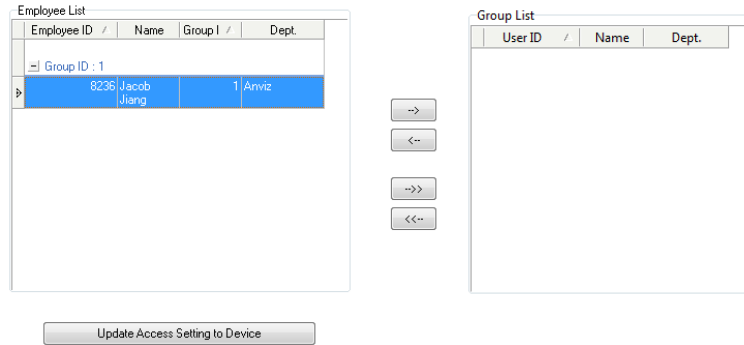 Employee List
Employee ID Name Group I Dept.
Group ID : 1
8236 Jacob Jiang 1 Anviz
-->
<--
-->>
<<--
Group List
User ID Name Dept.
Update Access Setting to Device